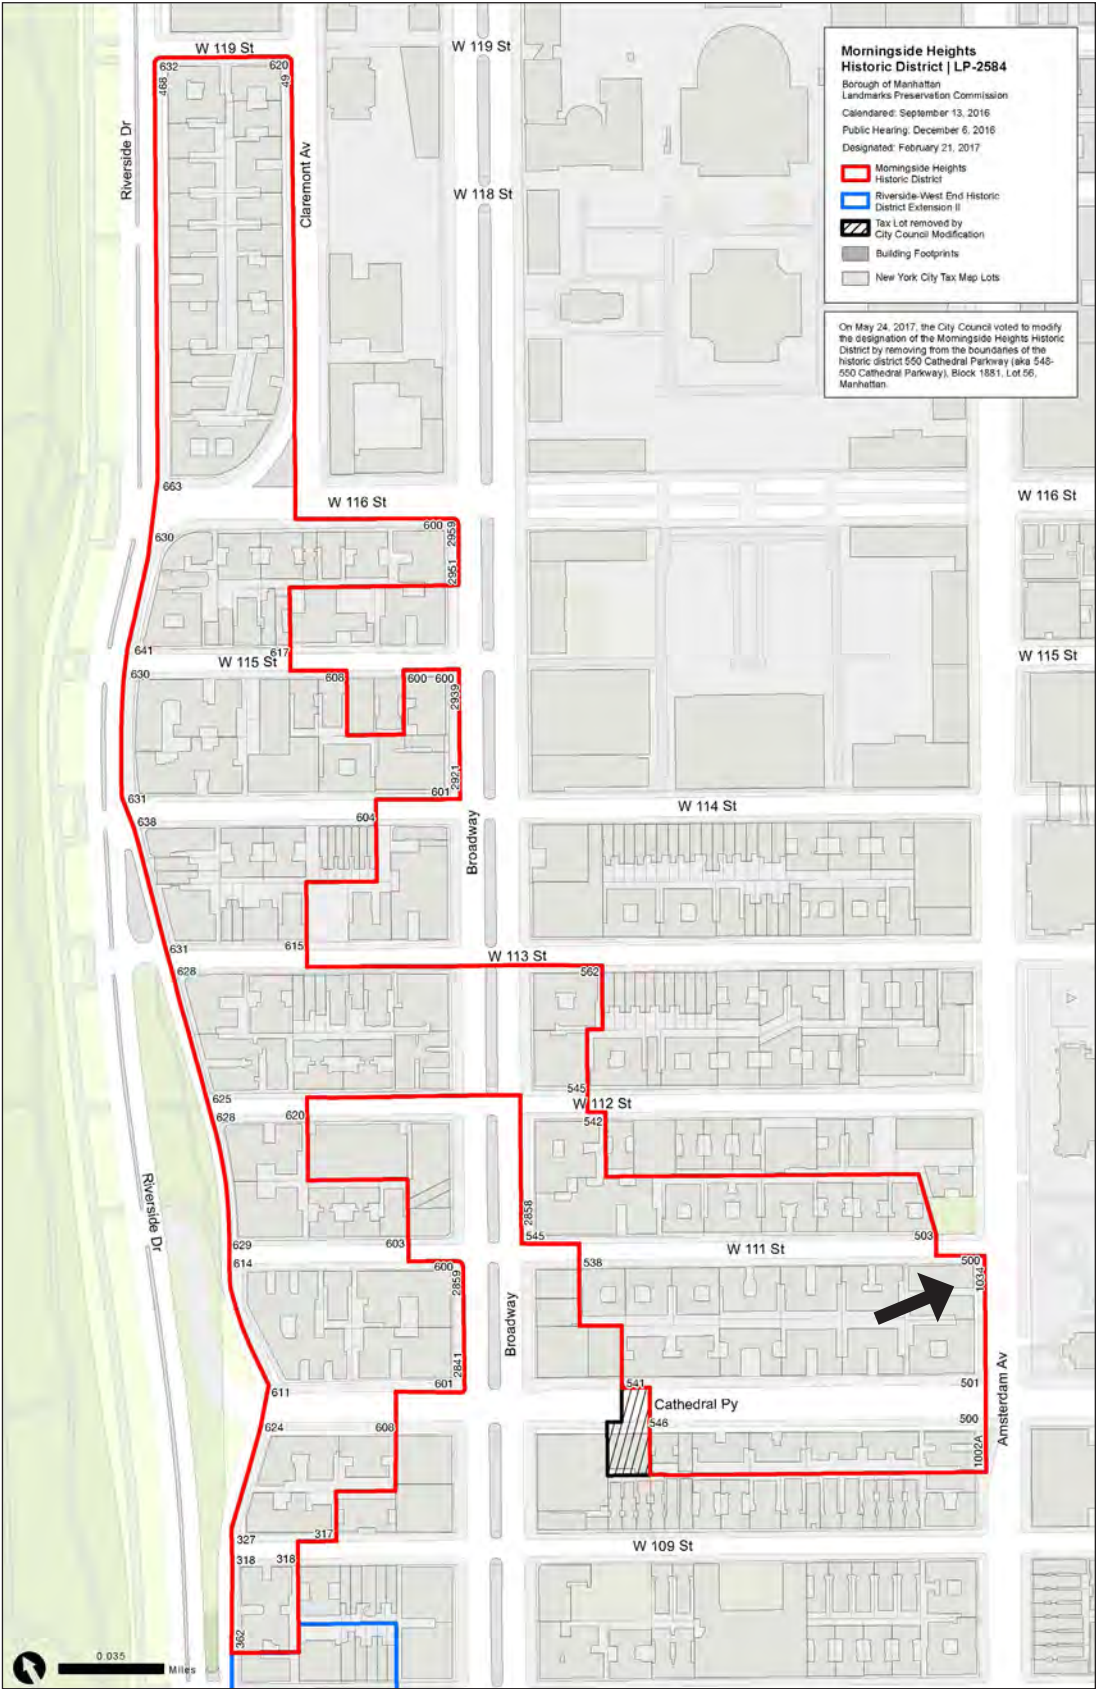 Morningside Heights
Historic District | LP-2584
Borough of Manhattan
Landmarks Preservation Commission
Calendared: September 13, 2016
Public Hearing: December 6, 2016
Designated: February 21, 2017
Morningside Heights
Historic District
Riverside-West End Historic
District Extension II
Tax Lot removed by
City Council Modification
Building Footprints
New York City Tax Map Lots
On May 24, 2017, the City Council voted to modify
the designation of the Morningside Heights Historic
District by removing from the boundaries of the
historic district 550 Cathedral Parkway (aka 548-
550 Cathedral Parkway), Block 1881, Lot 56,
Manhattan.
W 119 St
W 119 St
632
620
468
49
Riverside Dr
Claremont Av
W 118 St
663
W 116 St
W 116 St
600
2959
630
2951
641
617
W 115 St
W 115 St
630
608
600
600
2939
2921
631
601
W 114 St
638
604
Broadway
631
615
W 113 St
628
562
625
545
W 112 St
628
620
542
Riverside Dr
2858
629
603
545
503
W 111 St
614
600
538
500
2859
1034
Broadway
2841
611
601
541
501
Amsterdam Av
Cathedral Py
624
608
546
500
1002A
327
317
W 109 St
318
318
362
0.035
Miles